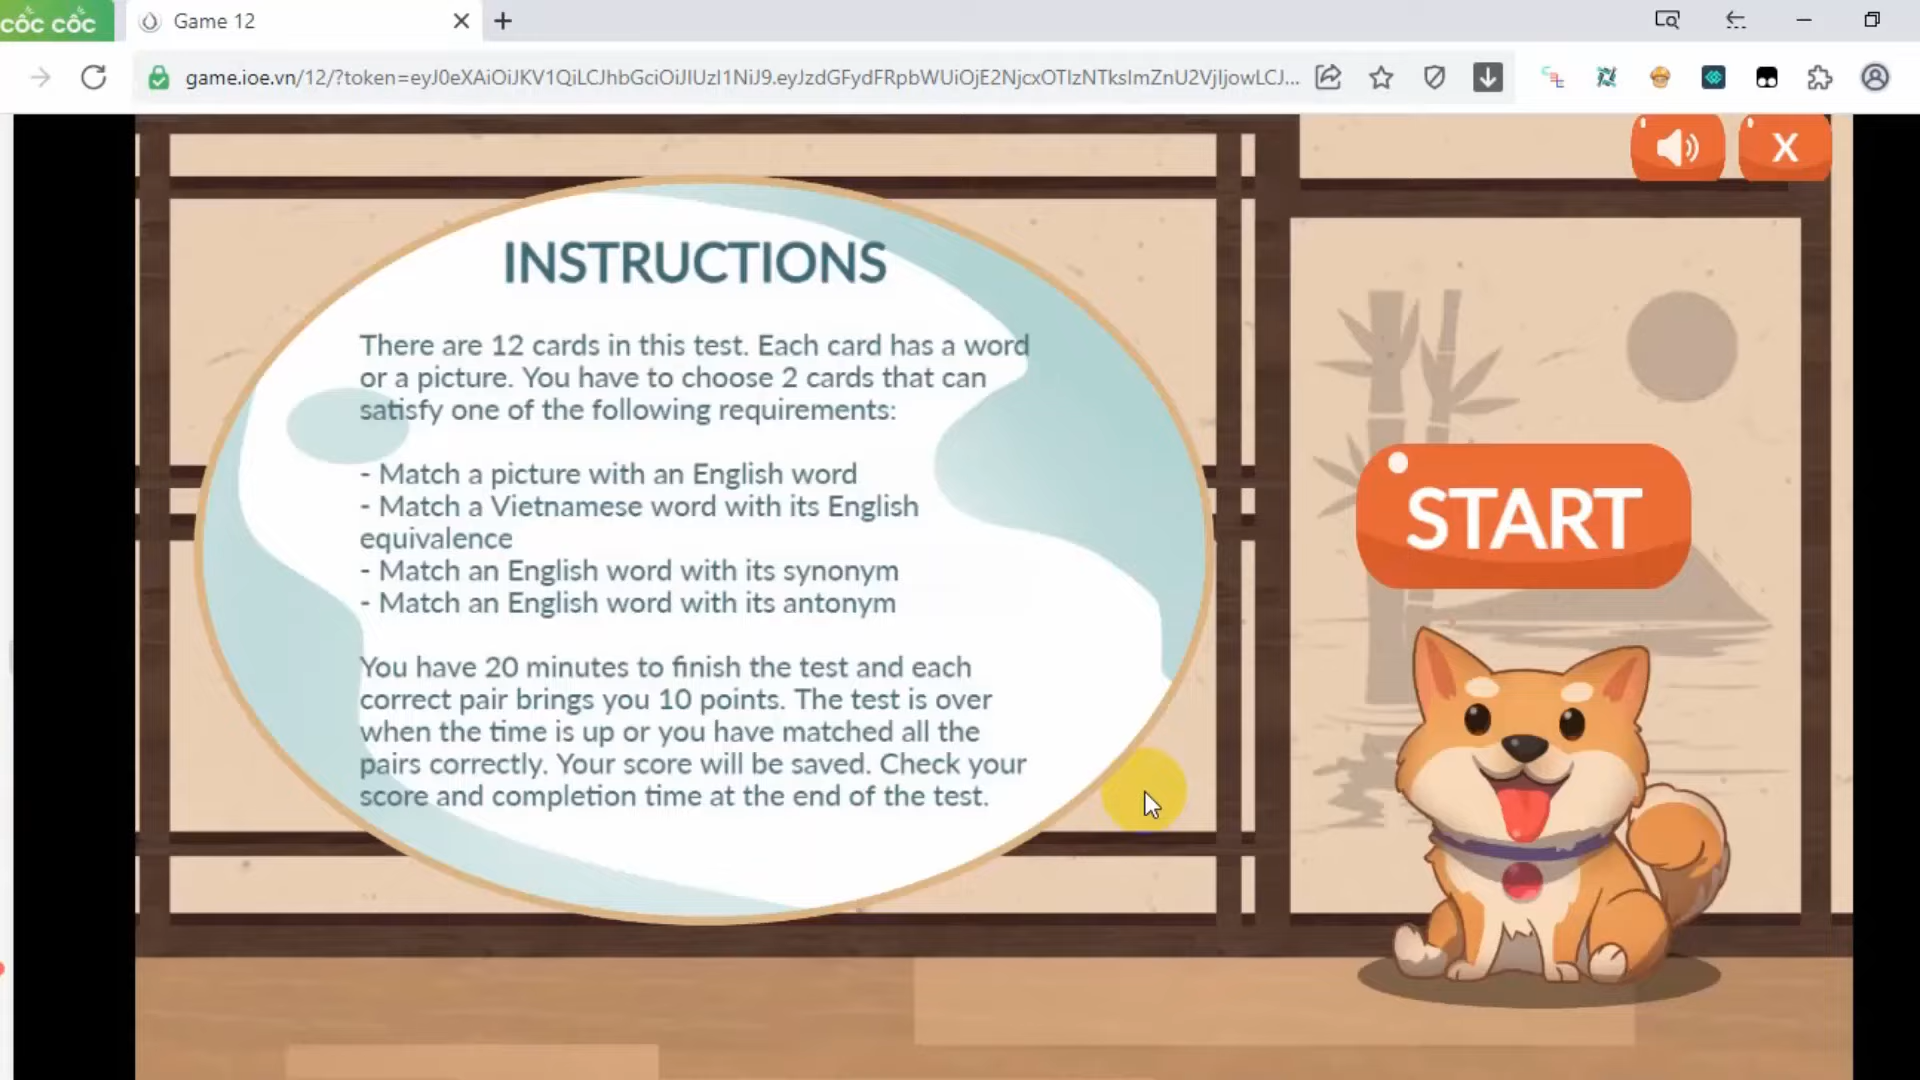 cốc cốc
Game 12
game.ioe.vn/12/?token=eyJ0eXAiOiJKV1QiLCJhbGciOiJIUzI1NiJ9.eyJzdGFydFRpbWUiOjE2NjcxOTIzNTksImZnU2VjIjowLCJ...
X
INSTRUCTIONS
There are 12 cards in this test. Each card has a word
or a picture. You have to choose 2 cards that can
satisfy one of the following requirements:
- Match a picture with an English word
- Match a Vietnamese word with its English
equivalence
- Match an English word with its synonym
- Match an English word with its antonym
You have 20 minutes to finish the test and each
correct pair brings you 10 points. The test is over
when the time is up or you have matched all the
pairs correctly. Your score will be saved. Check your
score and completion time at the end of the test.
START